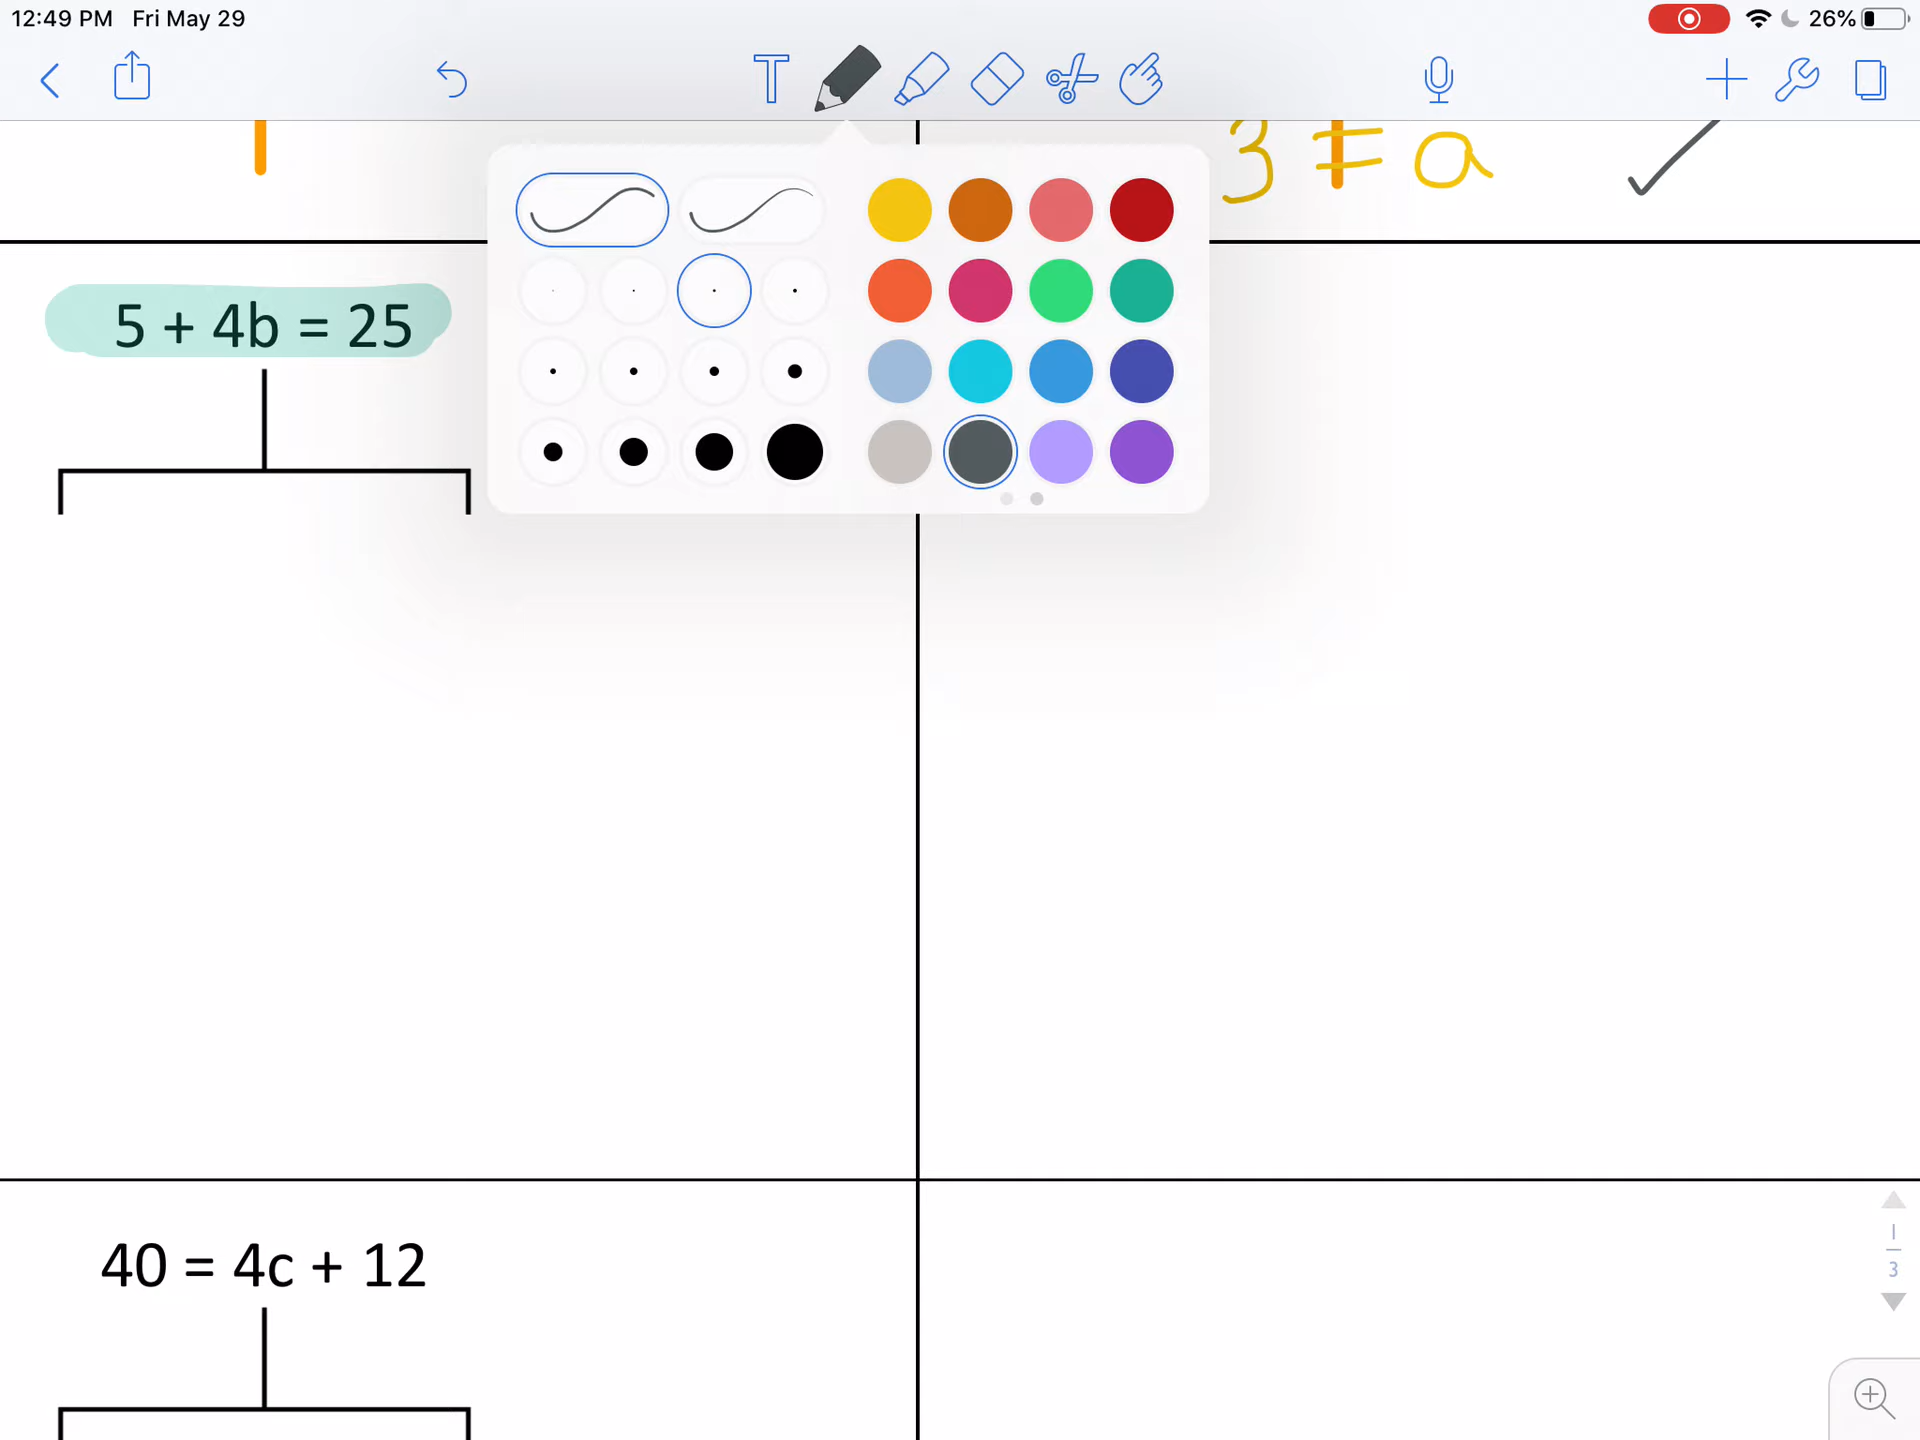 12:49 PM Fri May 29
26%
T
3 = a
5 + 4b = 25
40 = 4c + 12
1
3